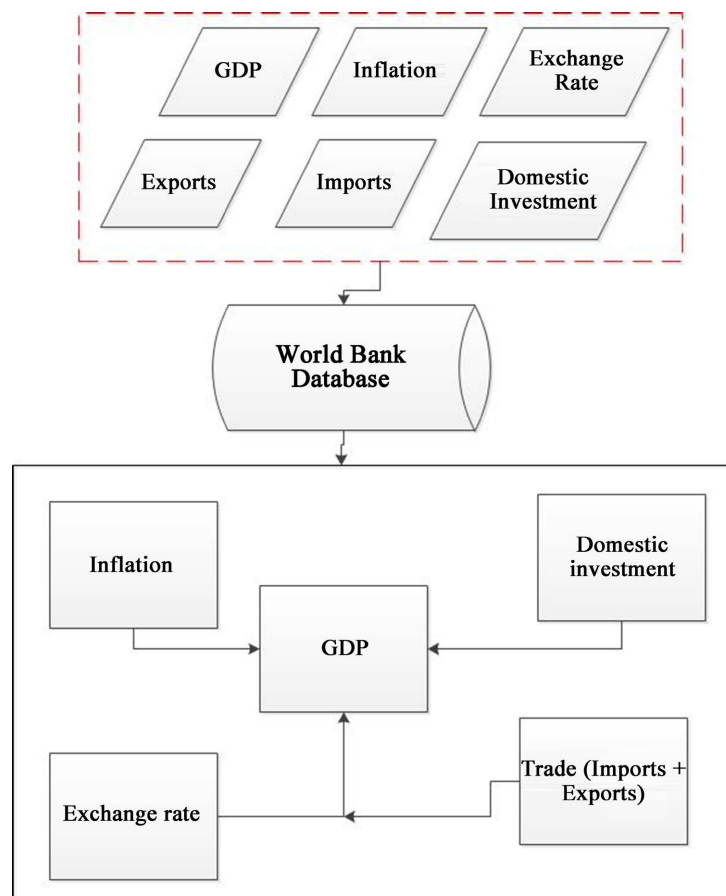 GDP
Inflation
Exchange
Rate
Exports
Imports
Domestic
Investment
World Bank
Database
Inflation
Domestic
investment
GDP
Exchange rate
Trade (Imports +
Exports)